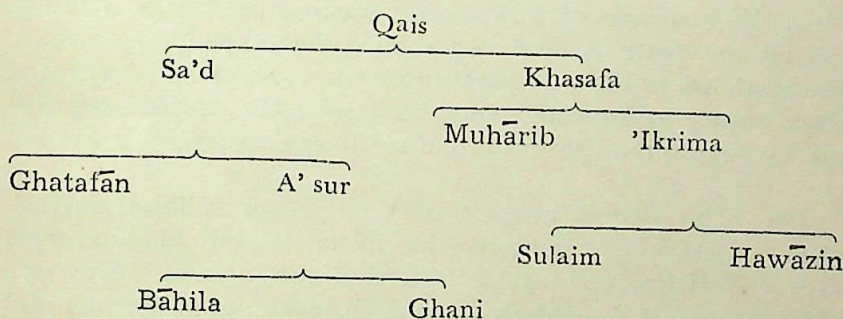 Qais
Sa'd Khasafa
Muhārib 'Ikrima
Ghatafān A' sur
Sulaim Hawāzin
Bāhila Ghani